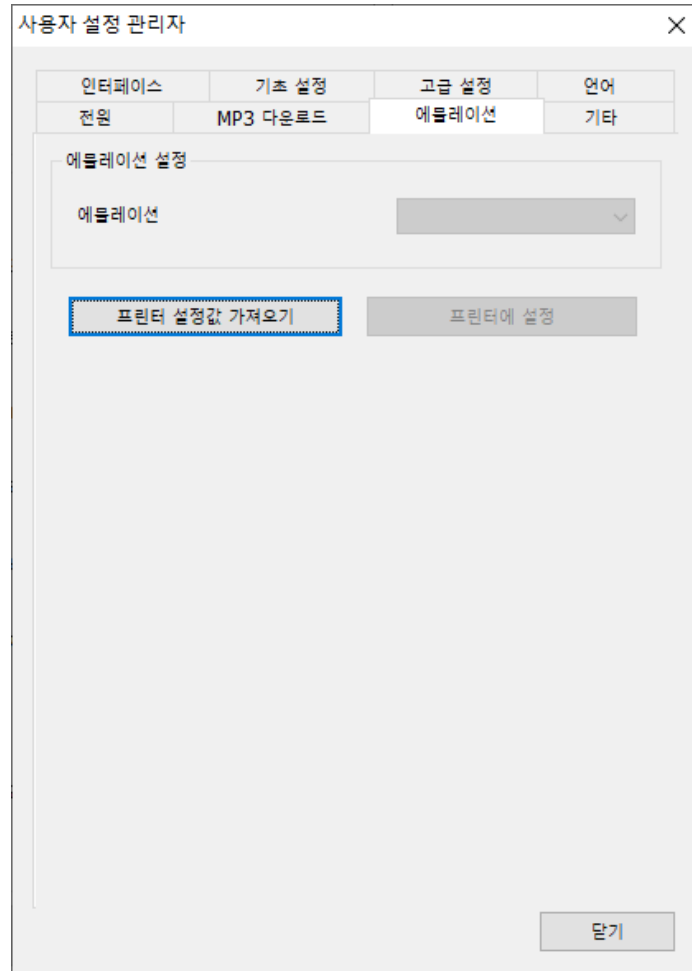 사용자 설정 관리자
인터페이스 기초 설정 고급 설정 언어
전원 MP3 다운로드 에뮬레이션 기타
에뮬레이션 설정
에뮬레이션
프린터 설정값 가져오기 프린터에 설정
닫기